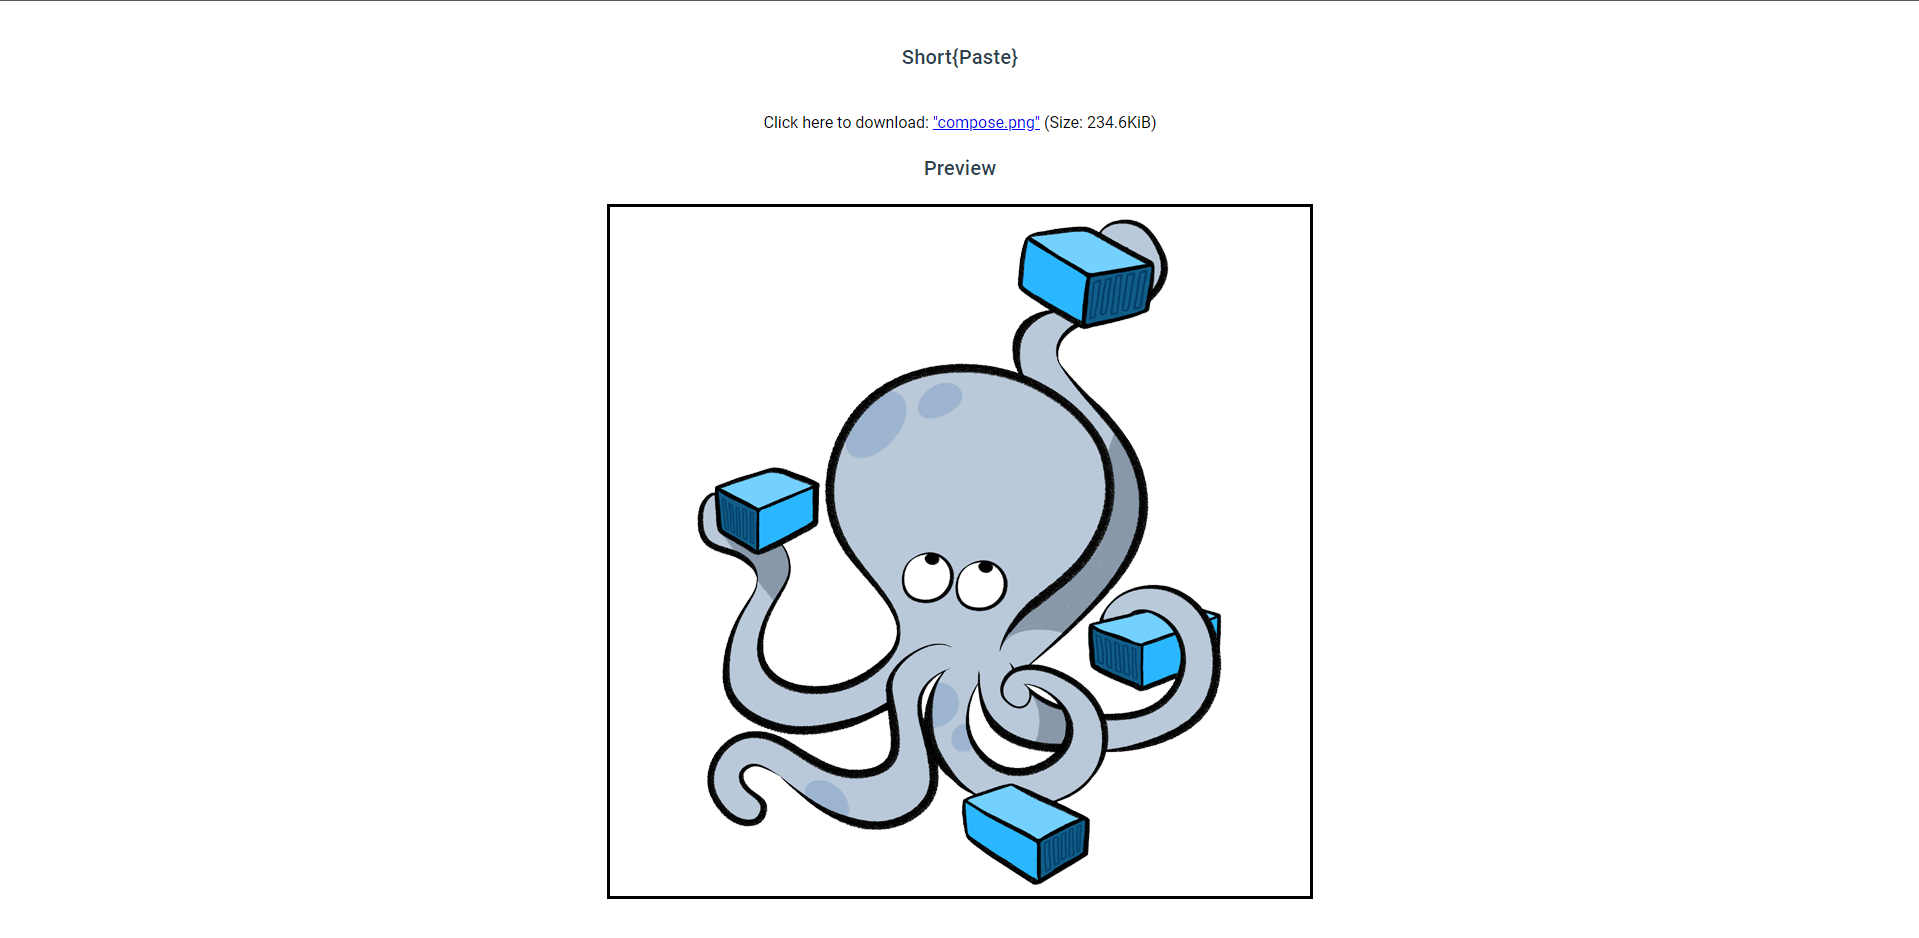 Short{Paste}
Click here to download: "compose.png" (Size: 234.6KiB)
Preview